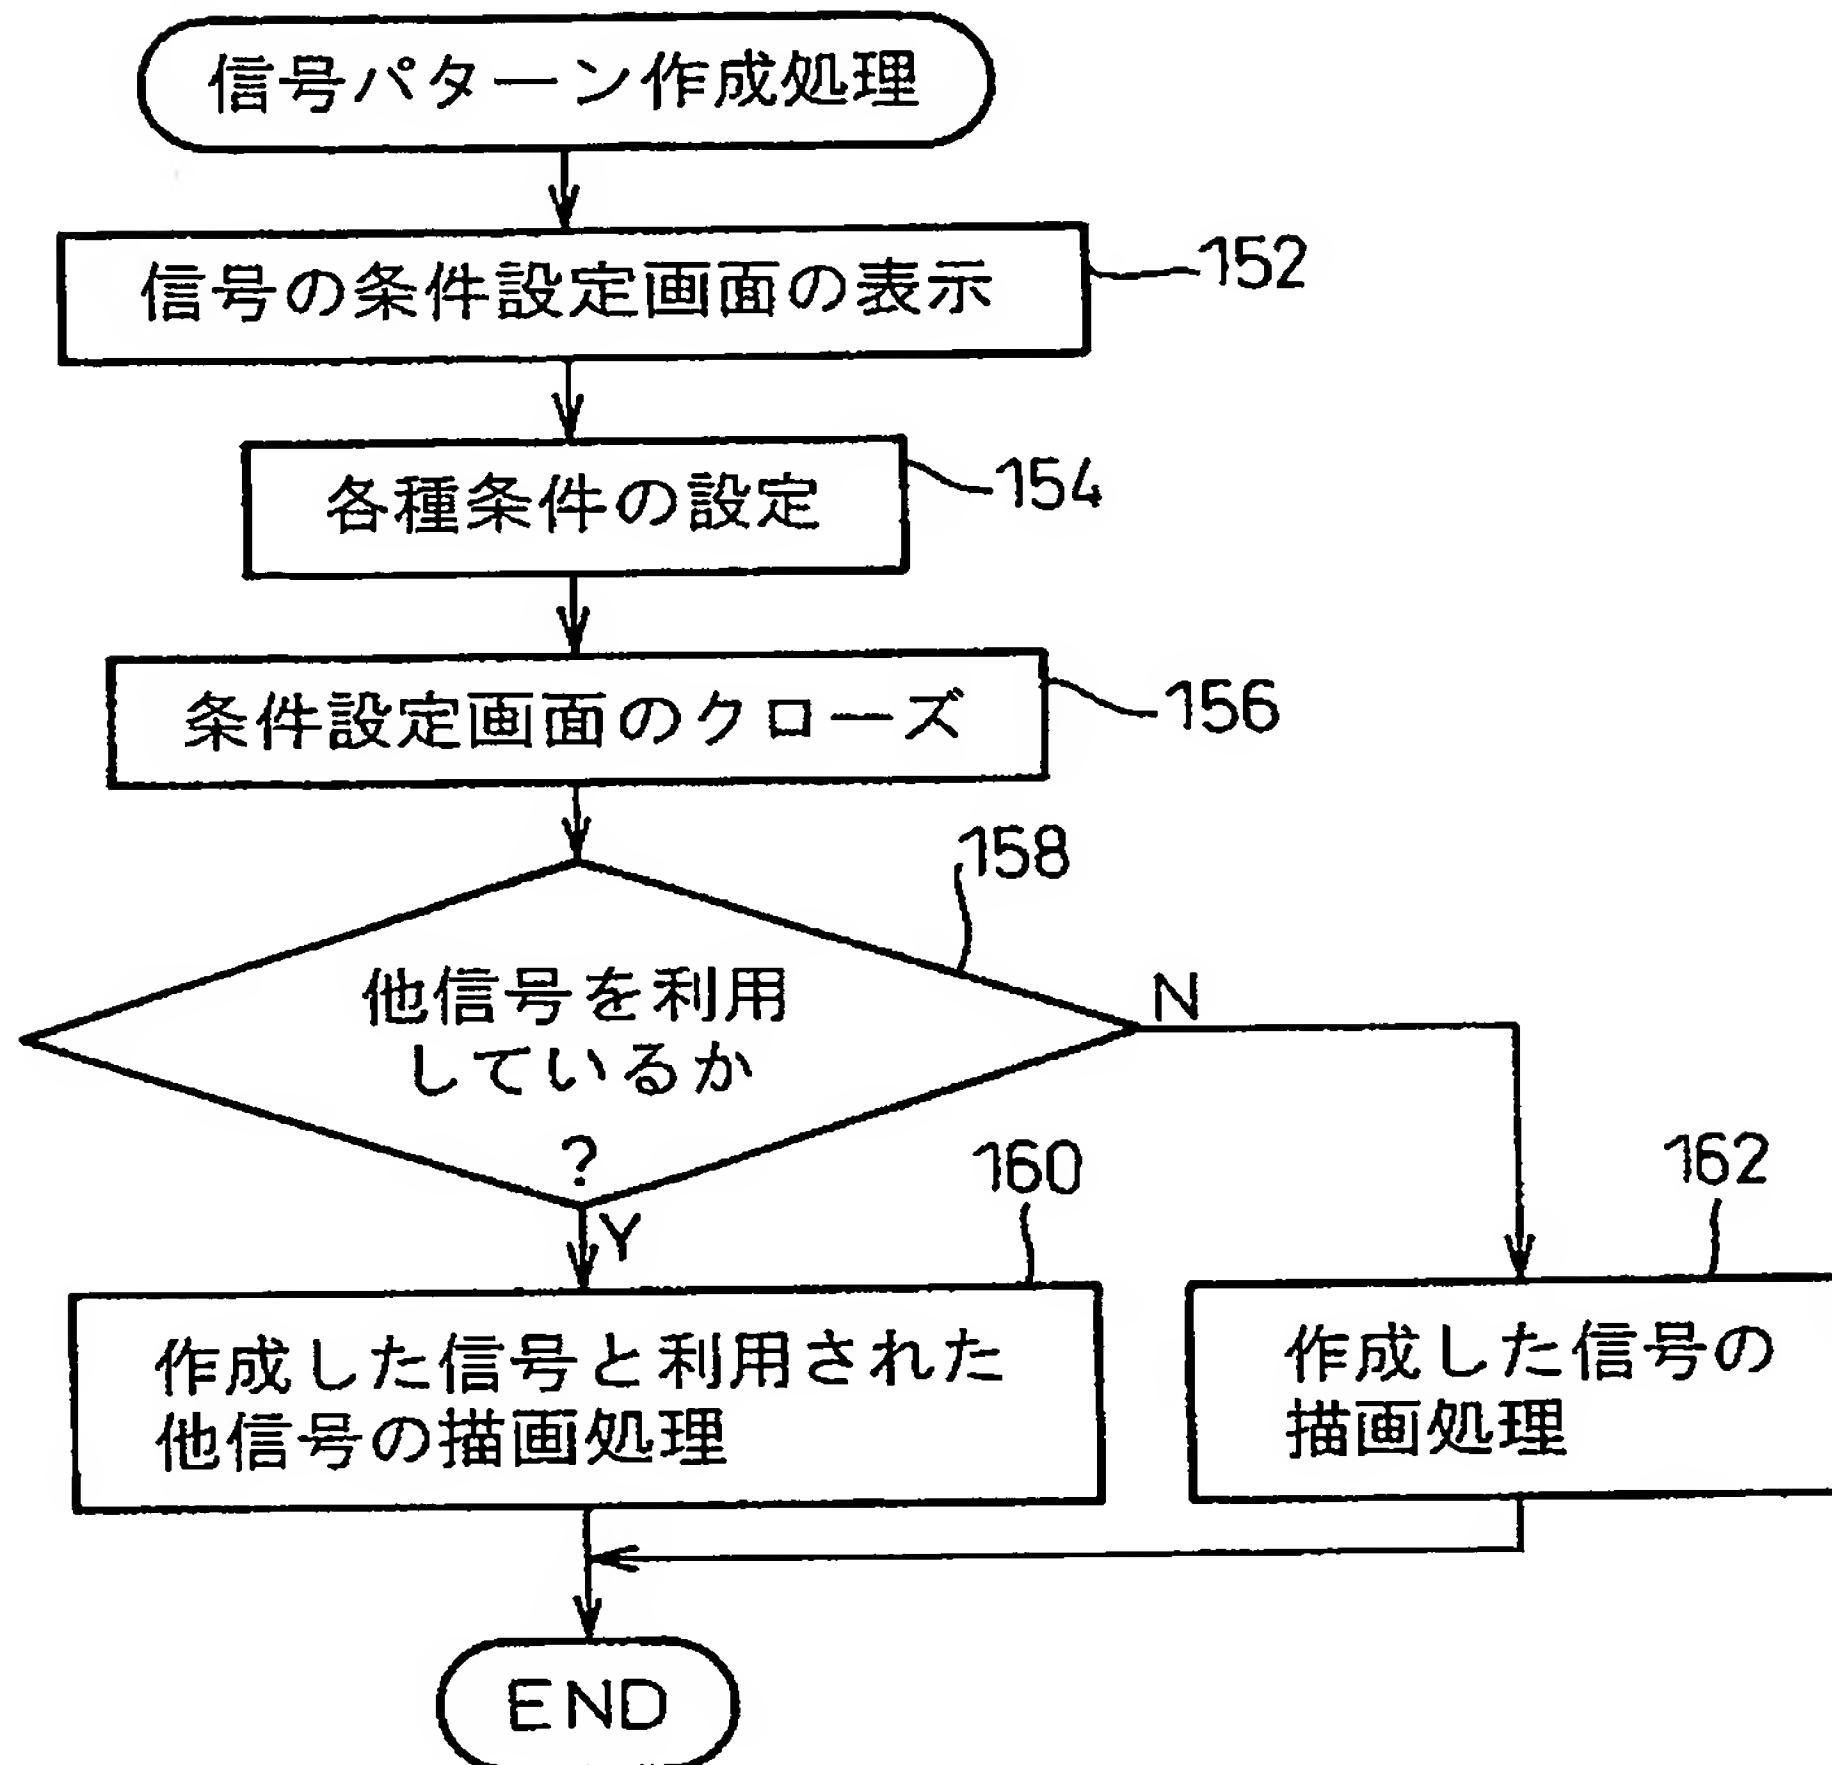 信号パターン作成処理
信号の条件設定画面の表示
152
各種条件の設定
154
条件設定画面のクローズ
156
158
他信号を利用
しているか
?
N
Y
160
作成した信号と利用された
他信号の描画処理
162
作成した信号の
描画処理
END